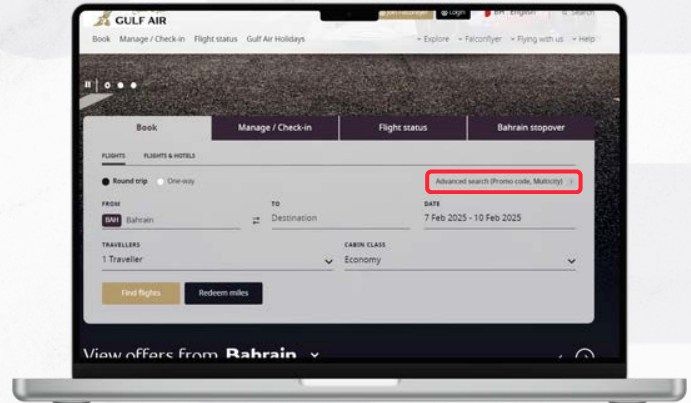 GULF AIR
Login
BH English
Search
Book Manage / Check-in Flight status Gulf Air Holidays
Explore Falconflyer Flying with us Help
Book Manage / Check-in Flight status Bahrain stopover
FLIGHTS FLIGHTS & HOTELS
Round trip One-way Advanced search (Promo code, Multicity)
FROM TO DATE
BAH Bahrain Destination 7 Feb 2025 - 10 Feb 2025
TRAVELLERS CABIN CLASS
1 Traveller Economy
Find flights Redeem miles
View offers from Bahrain